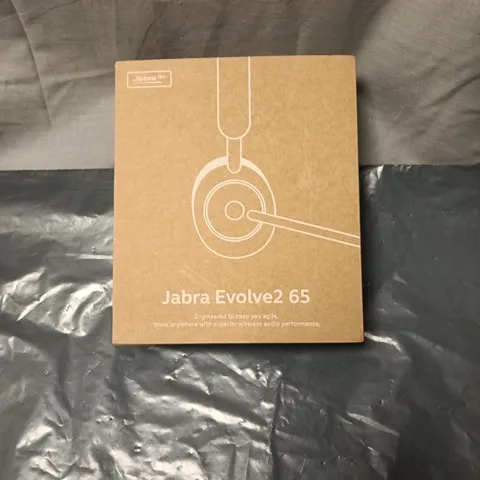 Jabra
Jabra Evolve2 65
Engineered to keep you agile.
Work anywhere with superior wireless audio performance.